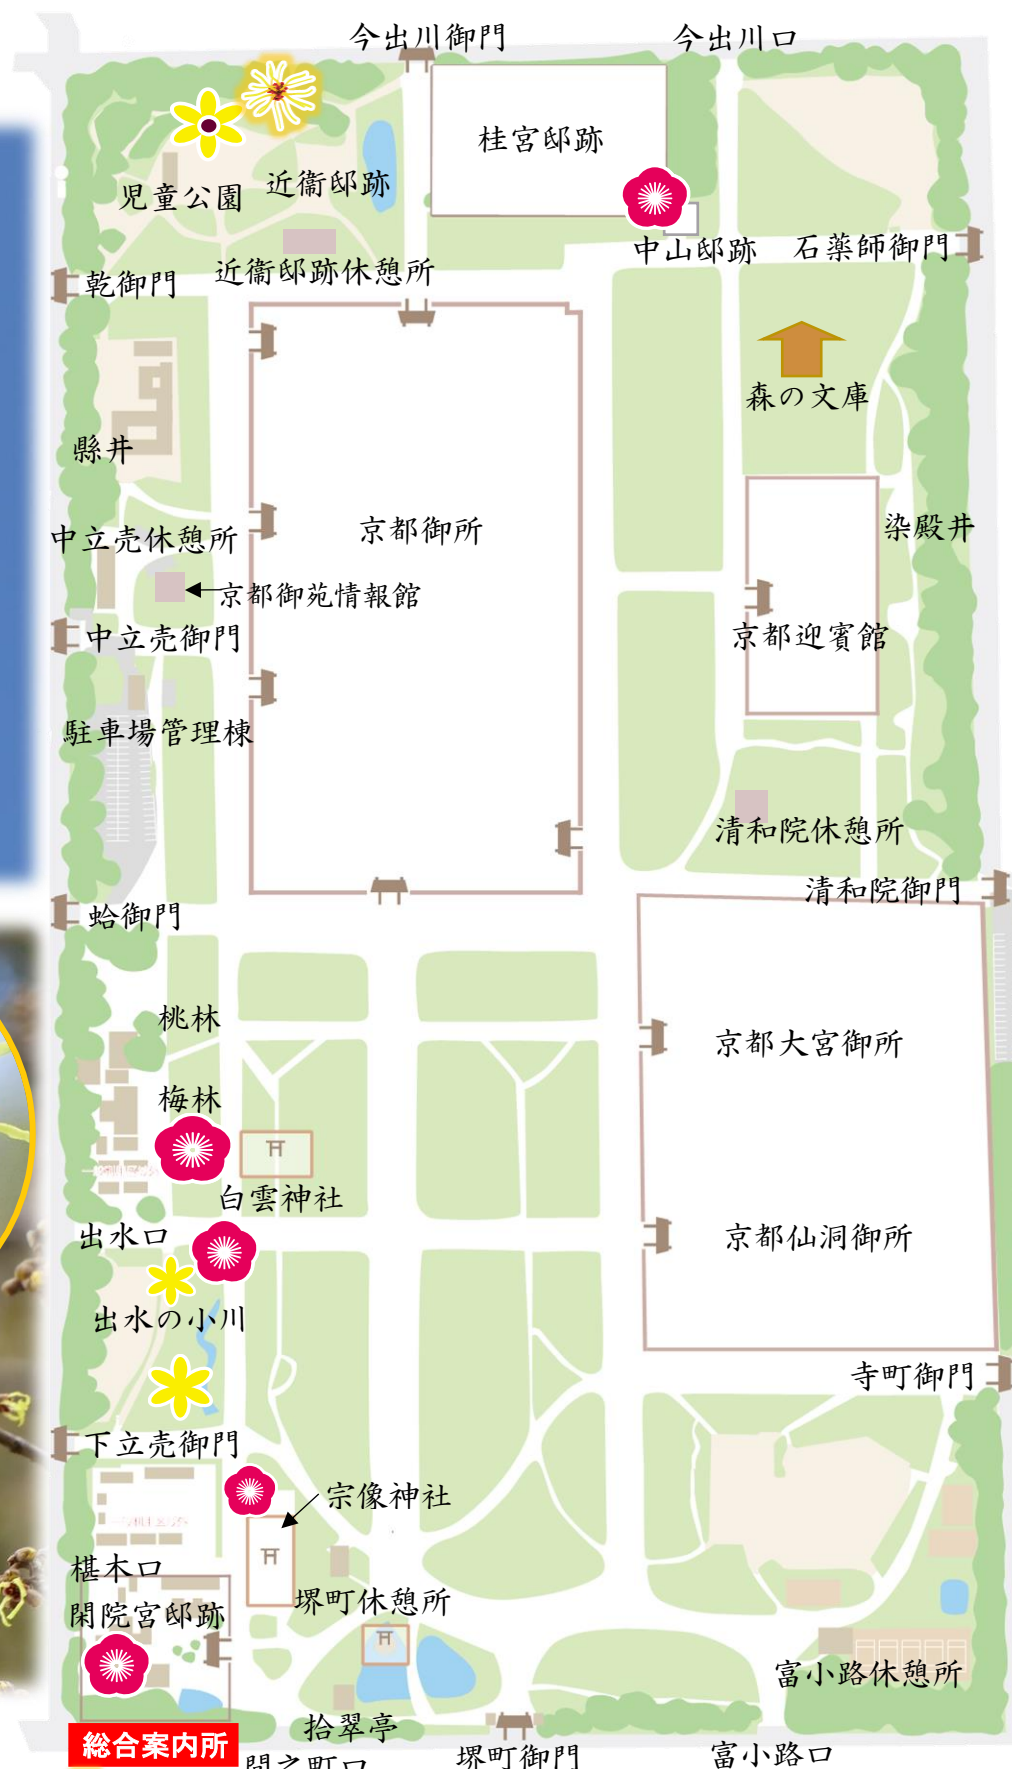 今出川御門
今出川口
桂宮邸跡
児童公園
近衞邸跡
中山邸跡
石薬師御門
近衞邸跡休憩所
乾御門
森の文庫
縣井
京都御所
染殿井
中立売休憩所
京都御苑情報館
中立売御門
京都迎賓館
駐車場管理棟
清和院休憩所
清和院御門
蛤御門
桃林
京都大宮御所
梅林
白雲神社
出水口
京都仙洞御所
出水の小川
寺町御門
下立売御門
宗像神社
椹木口
堺町休憩所
閑院宮邸跡
富小路休憩所
拾翠亭
総合案内所
間之町口
堺町御門
富小路口